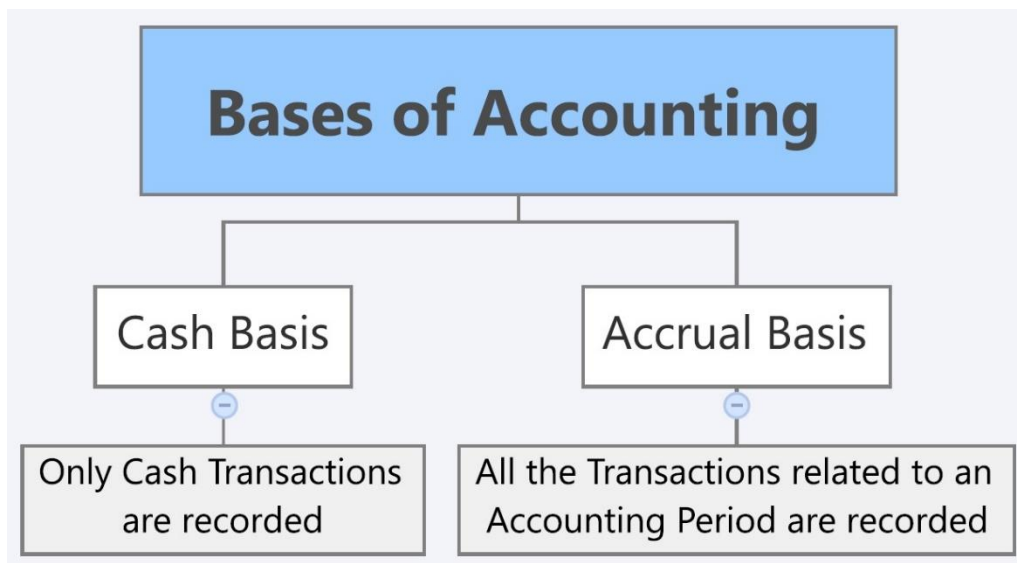 Bases of Accounting
Cash Basis
Accrual Basis
Only Cash Transactions
are recorded
All the Transactions related to an
Accounting Period are recorded